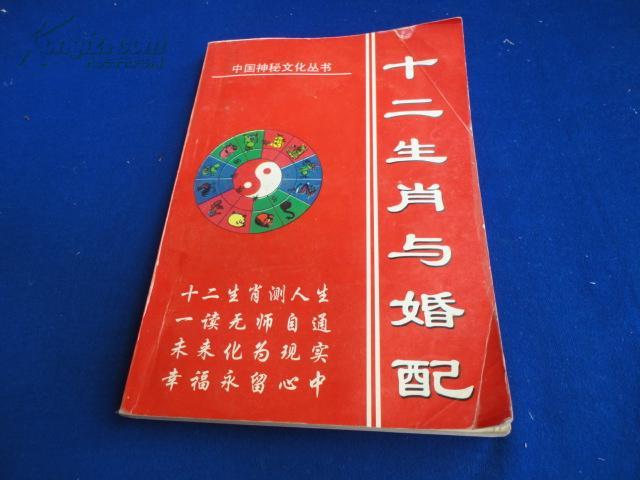 中国神秘文化丛书
十二生肖与婚配
十二生肖测人生
一读无师自通
未来化为现实
幸福永留心中